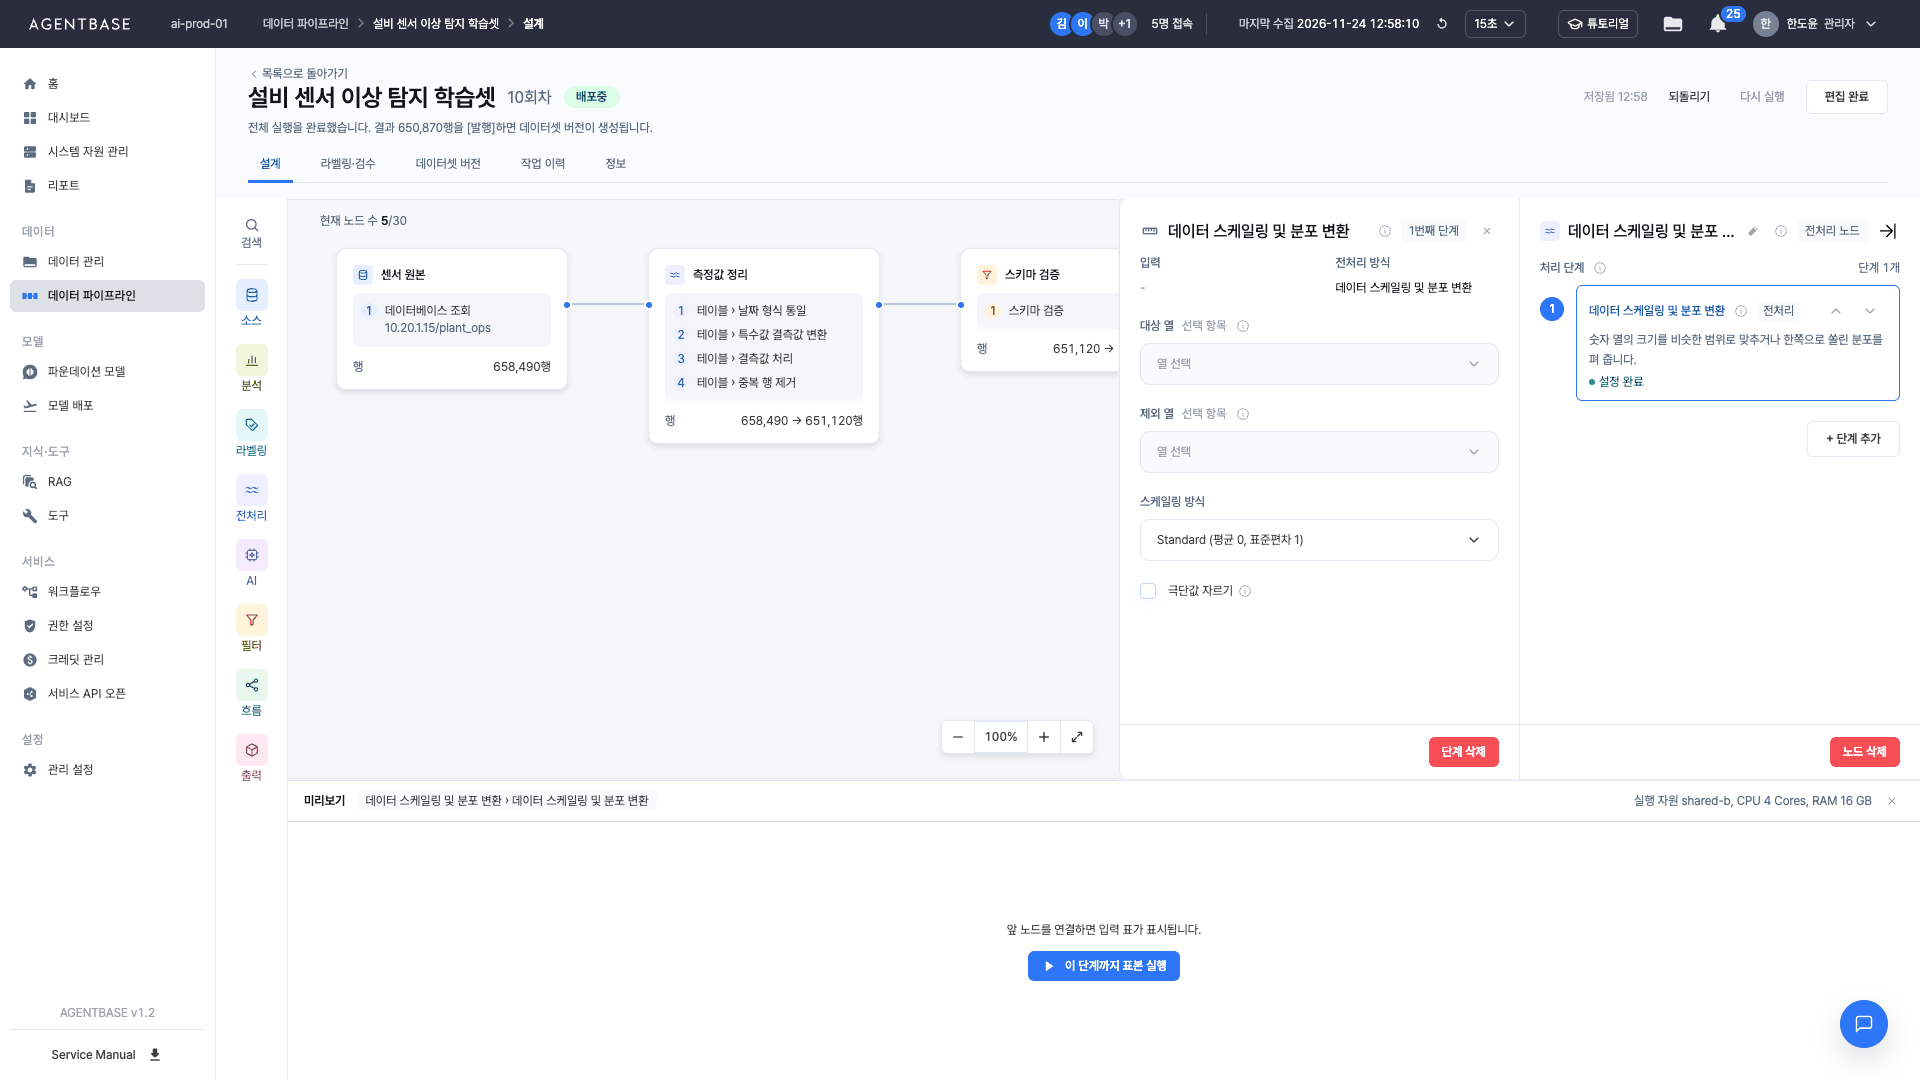 AGENTBASE
ai-prod-01
데이터 파이프라인 > 설비 센서 이상 탐지 학습셋 > 설계
김 이 박 +1 5명 접속
마지막 수집 2026-11-24 12:58:10
15초
튜토리얼
25
한 한도윤 관리자
홈
대시보드
시스템 자원 관리
리포트
데이터
데이터 관리
데이터 파이프라인
모델
파운데이션 모델
모델 배포
지식·도구
RAG
도구
서비스
워크플로우
권한 설정
크레딧 관리
서비스 API 오픈
설정
관리 설정
AGENTBASE v1.2
Service Manual
목록으로 돌아가기
설비 센서 이상 탐지 학습셋 10회차 배포중
전체 실행을 완료했습니다. 결과 650,870행을 [발행]하면 데이터셋 버전이 생성됩니다.
저장됨 12:58 되돌리기 다시 실행 편집 완료
설계 라벨링·검수 데이터셋 버전 작업 이력 정보
검색
소스
분석
라벨링
전처리
AI
필터
흐름
출력
현재 노드 수 5/30
센서 원본
1 데이터베이스 조회
10.20.1.15/plant_ops
행 658,490행
측정값 정리
1 테이블 › 날짜 형식 통일
2 테이블 › 특수값 결측값 변환
3 테이블 › 결측값 처리
4 테이블 › 중복 행 제거
행 658,490 → 651,120행
스키마 검증
1 스키마 검증
행 651,120 →
100%
데이터 스케일링 및 분포 변환 1번째 단계
입력 전처리 방식
- 데이터 스케일링 및 분포 변환
대상 열 선택 항목
열 선택
제외 열 선택 항목
열 선택
스케일링 방식
Standard (평균 0, 표준편차 1)
극단값 자르기
단계 삭제
데이터 스케일링 및 분포 ... 전처리 노드
처리 단계 단계 1개
1 데이터 스케일링 및 분포 변환 전처리
숫자 열의 크기를 비슷한 범위로 맞추거나 한쪽으로 쏠린 분포를
펴 줍니다.
설정 완료
+ 단계 추가
노드 삭제
미리보기 데이터 스케일링 및 분포 변환 › 데이터 스케일링 및 분포 변환
실행 자원 shared-b, CPU 4 Cores, RAM 16 GB
앞 노드를 연결하면 입력 표가 표시됩니다.
이 단계까지 표본 실행